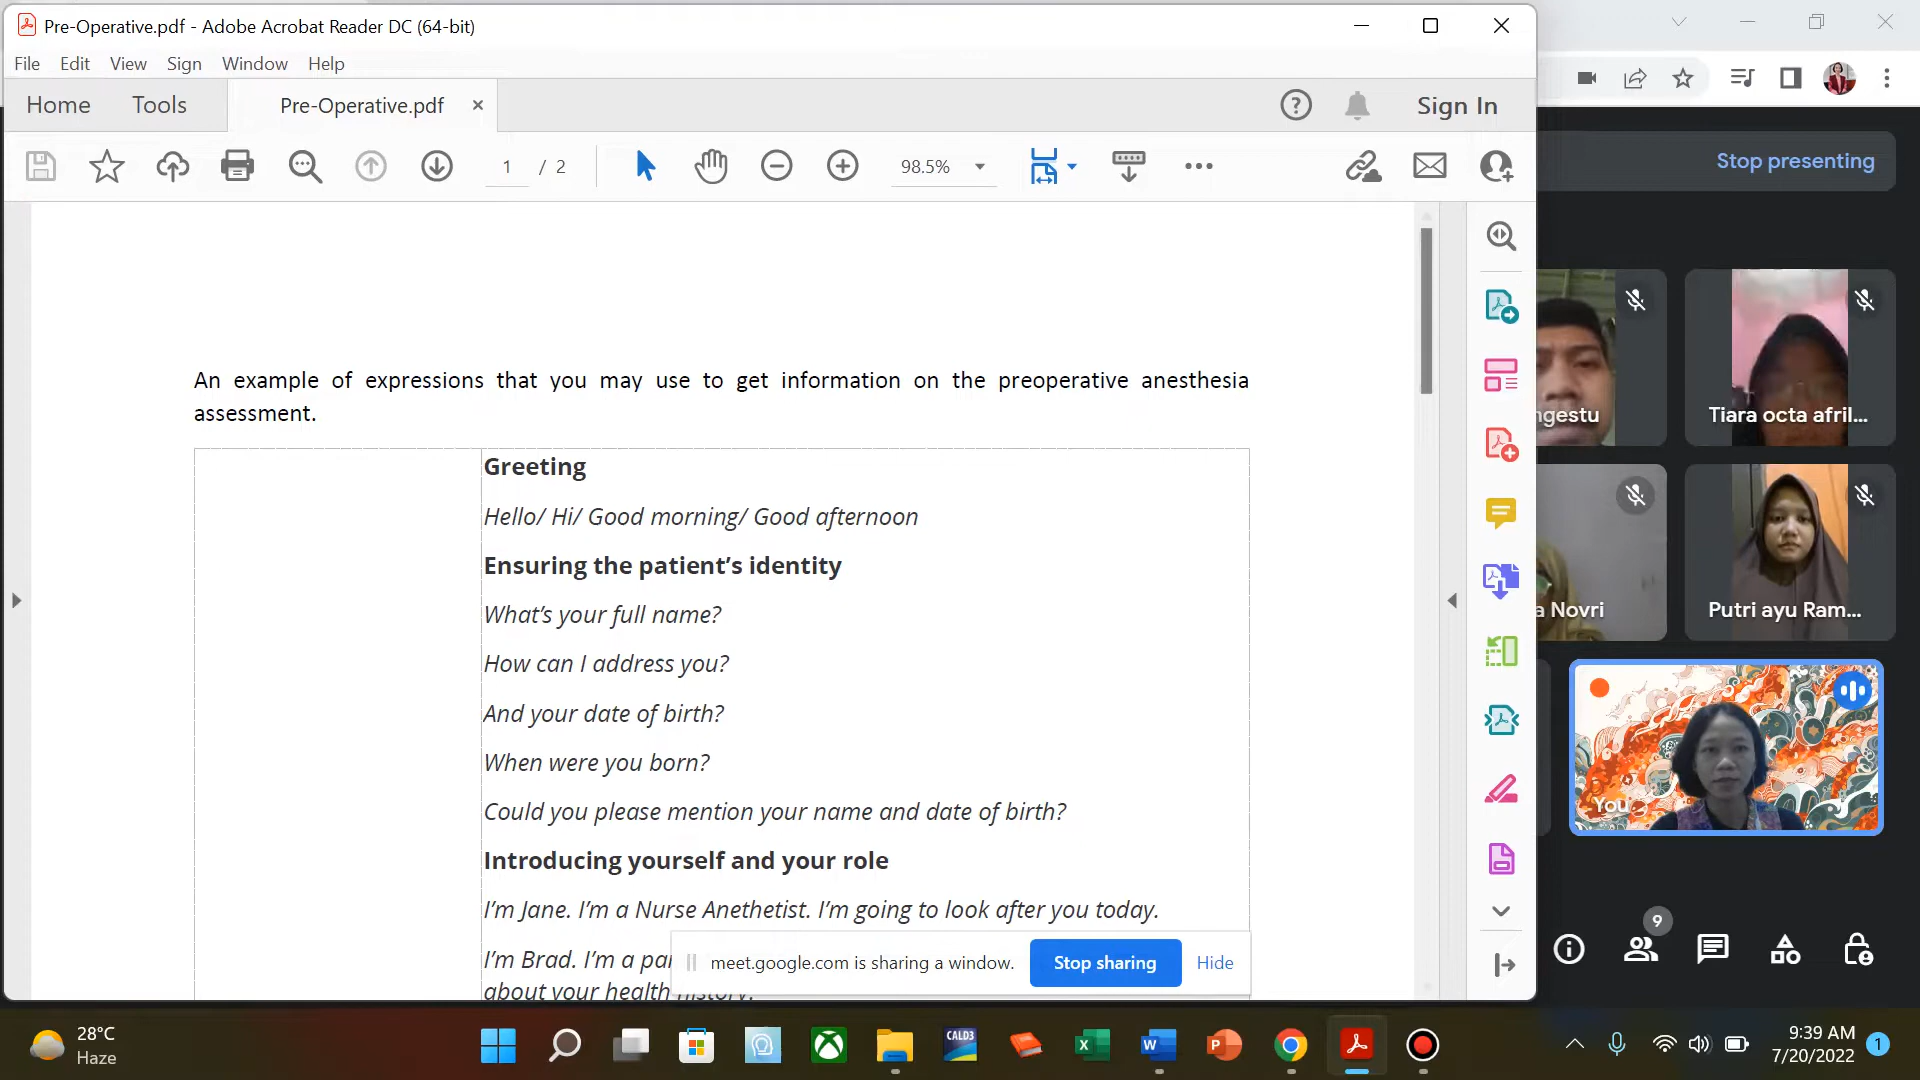 Pre-Operative.pdf - Adobe Acrobat Reader DC (64-bit)
File Edit View Sign Window Help
Home Tools Pre-Operative.pdf Sign In
1 / 2 98.5%
Stop presenting
An example of expressions that you may use to get information on the preoperative anesthesia
assessment.
Greeting
Hello/ Hi/ Good morning/ Good afternoon
Ensuring the patient’s identity
What’s your full name?
How can I address you?
And your date of birth?
When were you born?
Could you please mention your name and date of birth?
Introducing yourself and your role
I’m Jane. I’m a Nurse Anethetist. I’m going to look after you today.
I’m Brad. I’m a
about your health history.
meet.google.com is sharing a window. Stop sharing Hide
ngestu
Tiara octa afril...
a Novri
Putri ayu Ram...
You
9
28°C
Haze
CALD3
9:39 AM
7/20/2022
1